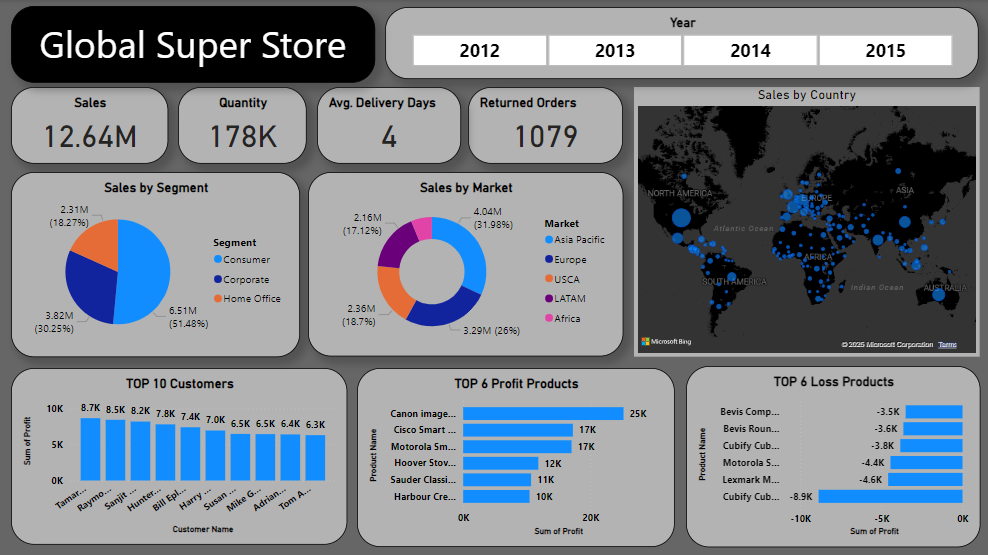 Global Super Store
Year
2012
2013
2014
2015
Sales
12.64M
Quantity
178K
Avg. Delivery Days
4
Returned Orders
1079
Sales by Country
NORTH AMERICA
EUROPE
ASIA
Atlantic Ocean
AFRICA
SOUTH AMERICA
Indian Ocean
AUSTRALIA
Microsoft Bing
© 2025 Microsoft Corporation Terms
Sales by Segment
2.31M
(18.27%)
3.82M
(30.25%)
6.51M
(51.48%)
Segment
Consumer
Corporate
Home Office
Sales by Market
2.16M
(17.12%)
4.04M
(31.98%)
2.36M
(18.7%)
3.29M (26%)
Market
Asia Pacific
Europe
USCA
LATAM
Africa
TOP 10 Customers
Sum of Profit
10K
5K
0K
8.7K
8.5K
8.2K
7.8K
7.4K
7.0K
6.5K
6.5K
6.4K
6.3K
Tamar...
Raymo...
Sanjit ...
Hunter...
Bill Epl...
Harry ...
Susan ...
Mike G...
Adrian...
Tom A...
Customer Name
TOP 6 Profit Products
Product Name
Canon image... 25K
Cisco Smart ... 17K
Motorola Sm... 17K
Hoover Stov... 12K
Sauder Classi... 11K
Harbour Cre... 10K
0K 20K
Sum of Profit
TOP 6 Loss Products
Product Name
Bevis Comp... -3.5K
Bevis Roun... -3.6K
Cubify Cub... -3.8K
Motorola S... -4.4K
Lexmark M... -4.6K
Cubify Cub... -8.9K
-10K -5K 0K
Sum of Profit